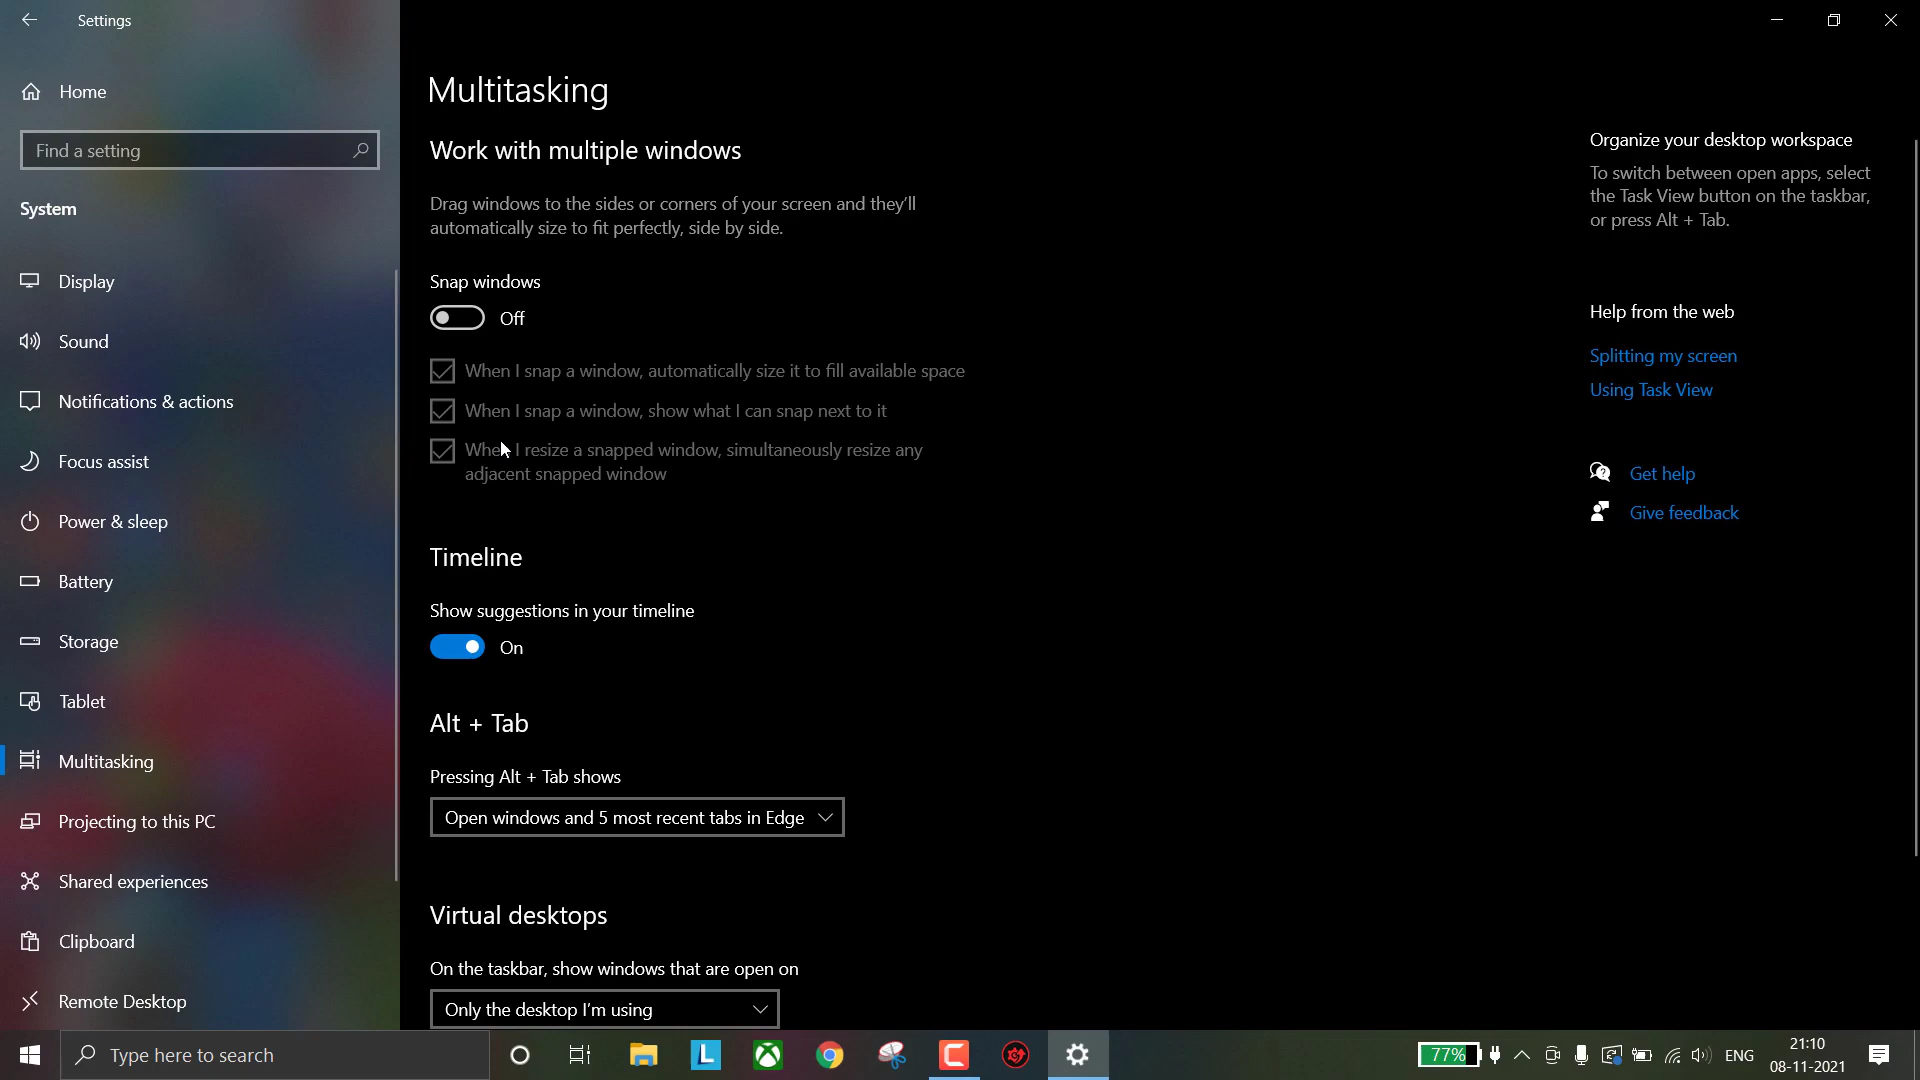 Settings
Home
Find a setting
System
Display
Sound
Notifications & actions
Focus assist
Power & sleep
Battery
Storage
Tablet
Multitasking
Projecting to this PC
Shared experiences
Clipboard
Remote Desktop
Multitasking
Work with multiple windows
Drag windows to the sides or corners of your screen and they'll
automatically size to fit perfectly, side by side.
Snap windows
Off
When I snap a window, automatically size it to fill available space
When I snap a window, show what I can snap next to it
When I resize a snapped window, simultaneously resize any
adjacent snapped window
Timeline
Show suggestions in your timeline
On
Alt + Tab
Pressing Alt + Tab shows
Open windows and 5 most recent tabs in Edge
Virtual desktops
On the taskbar, show windows that are open on
Only the desktop I'm using
Organize your desktop workspace
To switch between open apps, select
the Task View button on the taskbar,
or press Alt + Tab.
Help from the web
Splitting my screen
Using Task View
Get help
Give feedback
Type here to search
L
77%
ENG
21:10
08-11-2021